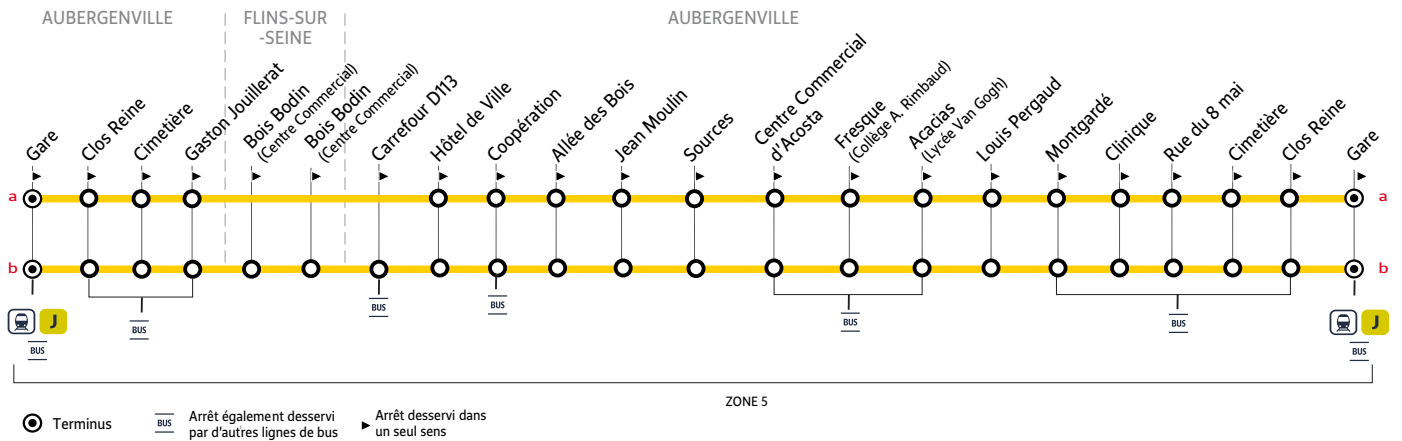 AUBERGENVILLE
FLINS-SUR
-SEINE
AUBERGENVILLE
Gare
Clos Reine
Cimetière
Gaston Jouillerat
Bois Bodin
(Centre Commercial)
Bois Bodin
(Centre Commercial)
Carrefour D113
Hôtel de Ville
Coopération
Allée des Bois
Jean Moulin
Sources
Centre Commercial
d'Acosta
Fresque
(Collège A. Rimbaud)
Acacias
(Lycée Van Gogh)
Louis Pergaud
Montgardé
Clinique
Rue du 8 mai
Cimetière
Clos Reine
Gare
a
a
b
b
J
BUS
BUS
BUS
BUS
BUS
BUS
J
BUS
ZONE 5
Terminus
BUS
Arrêt également desservi
par d'autres lignes de bus
Arrêt desservi dans
un seul sens